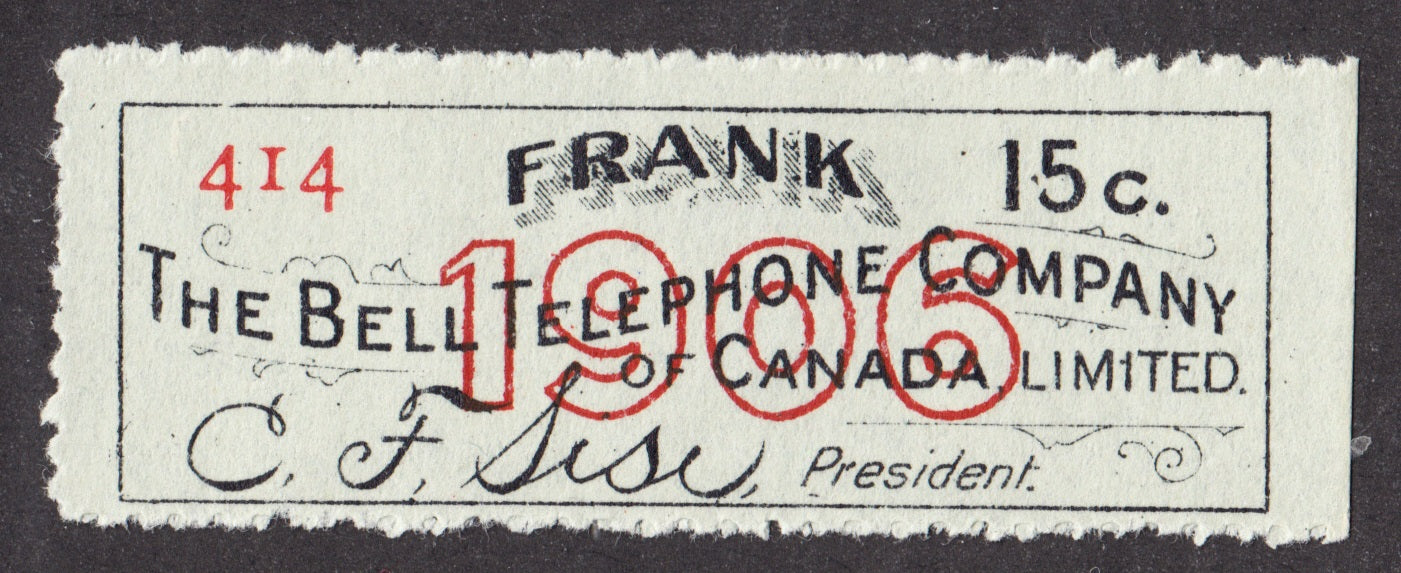 414 FRANK 15c.
1906
THE BELL TELEPHONE COMPANY
OF CANADA, LIMITED.
C. F. Sise, President.